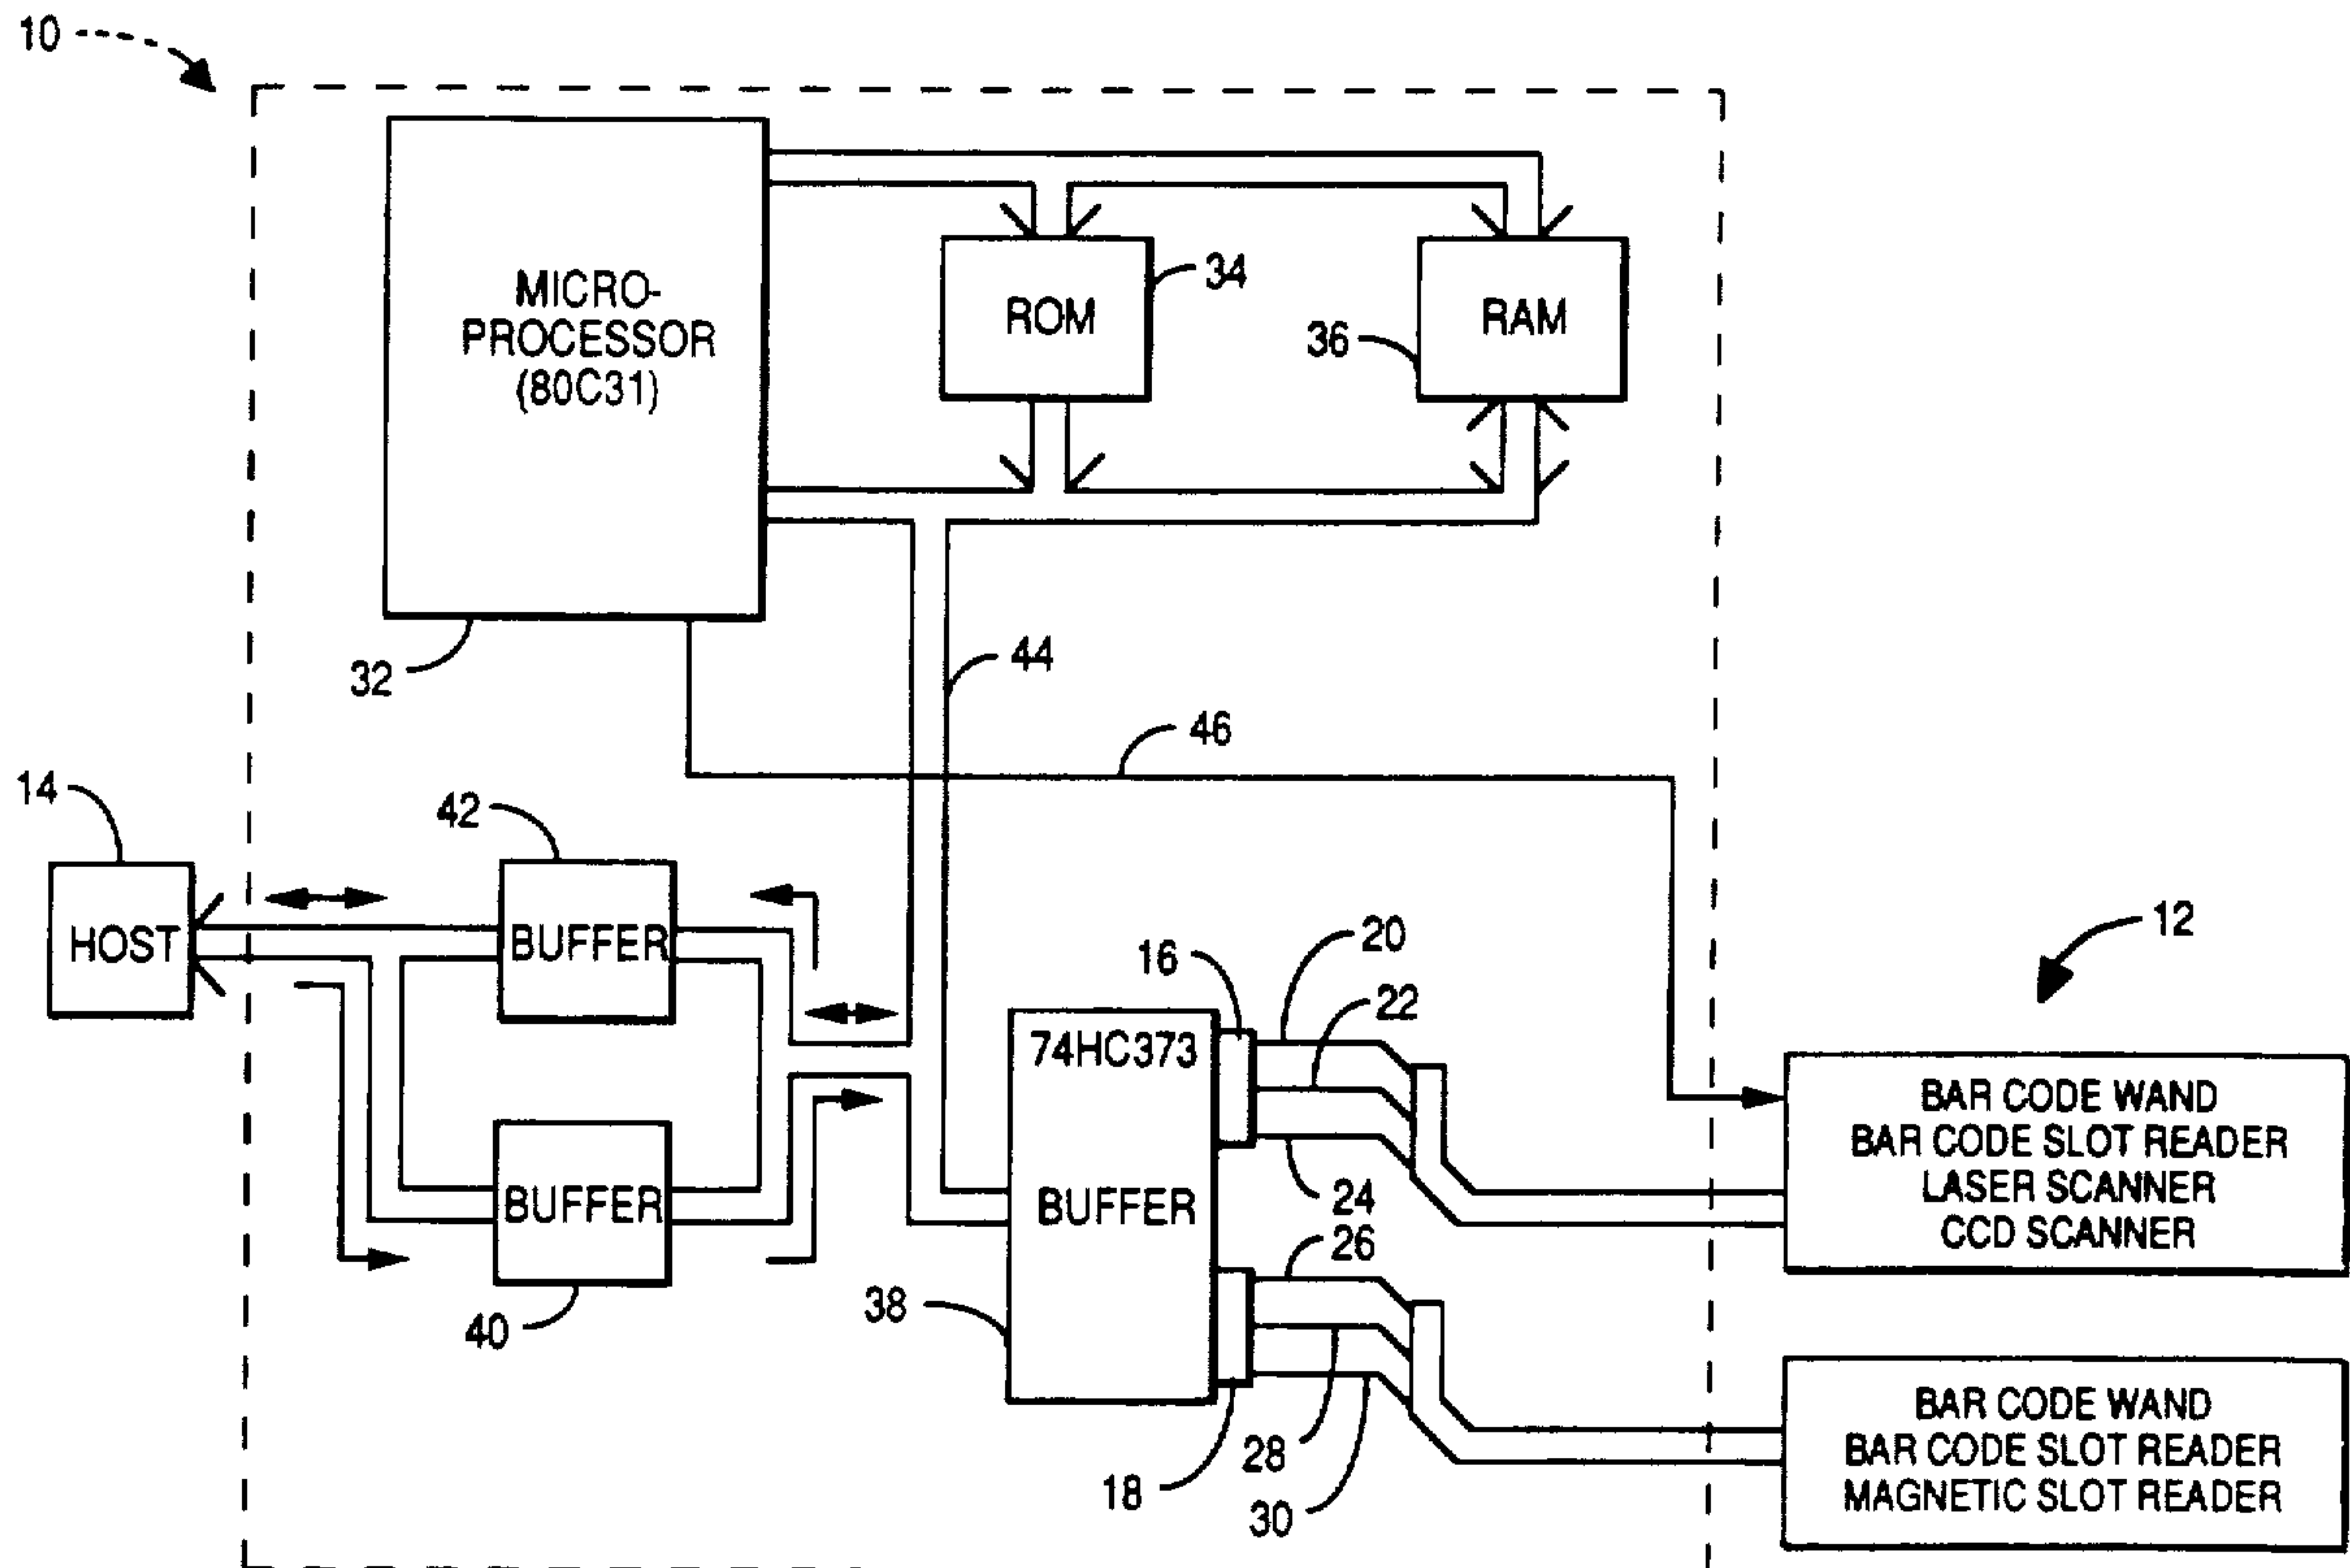 10
MICRO-
PROCESSOR
(80C31)
34
ROM
36
RAM
32
44
46
14
42
HOST
BUFFER
12
16
20
22
74HC373
BAR CODE WAND
BAR CODE SLOT READER
LASER SCANNER
CCD SCANNER
BUFFER
BUFFER
24
26
38
40
28
18
30
BAR CODE WAND
BAR CODE SLOT READER
MAGNETIC SLOT READER